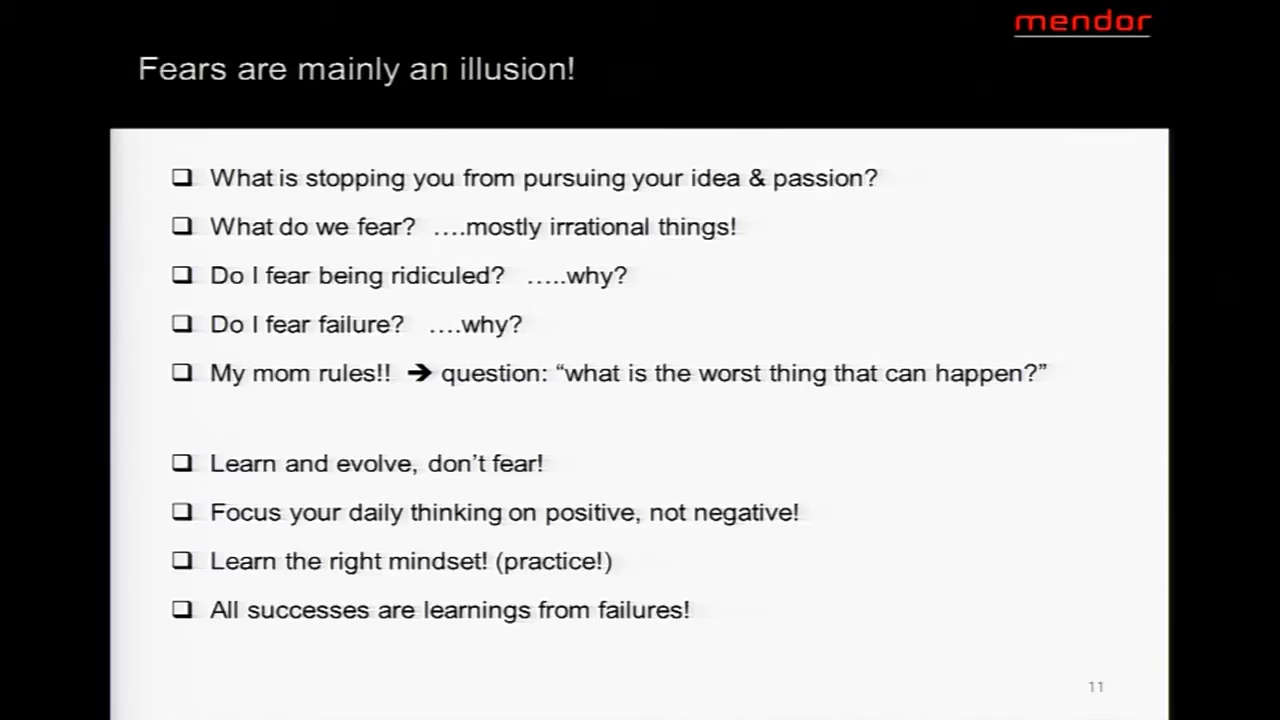 mendor
Fears are mainly an illusion!
❑ What is stopping you from pursuing your idea & passion?
❑ What do we fear? ….mostly irrational things!
❑ Do I fear being ridiculed? …..why?
❑ Do I fear failure? ….why?
❑ My mom rules!! ➔ question: “what is the worst thing that can happen?”
❑ Learn and evolve, don’t fear!
❑ Focus your daily thinking on positive, not negative!
❑ Learn the right mindset! (practice!)
❑ All successes are learnings from failures!
11